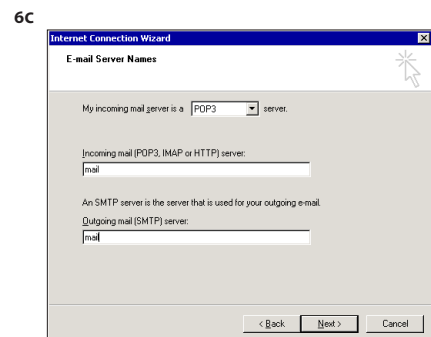 6C
Internet Connection Wizard
E-mail Server Names
My incoming mail server is a POP3 server.
Incoming mail (POP3, IMAP or HTTP) server:
mail
An SMTP server is the server that is used for your outgoing e-mail.
Outgoing mail (SMTP) server:
mail
< Back Next > Cancel